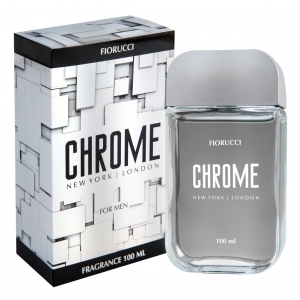 FIORUCCI
CHROME
NEW YORK | LONDON
FOR MEN
FRAGRANCE 100 ML
FIORUCCI
CHROME
NEW YORK | LONDON
100 ml